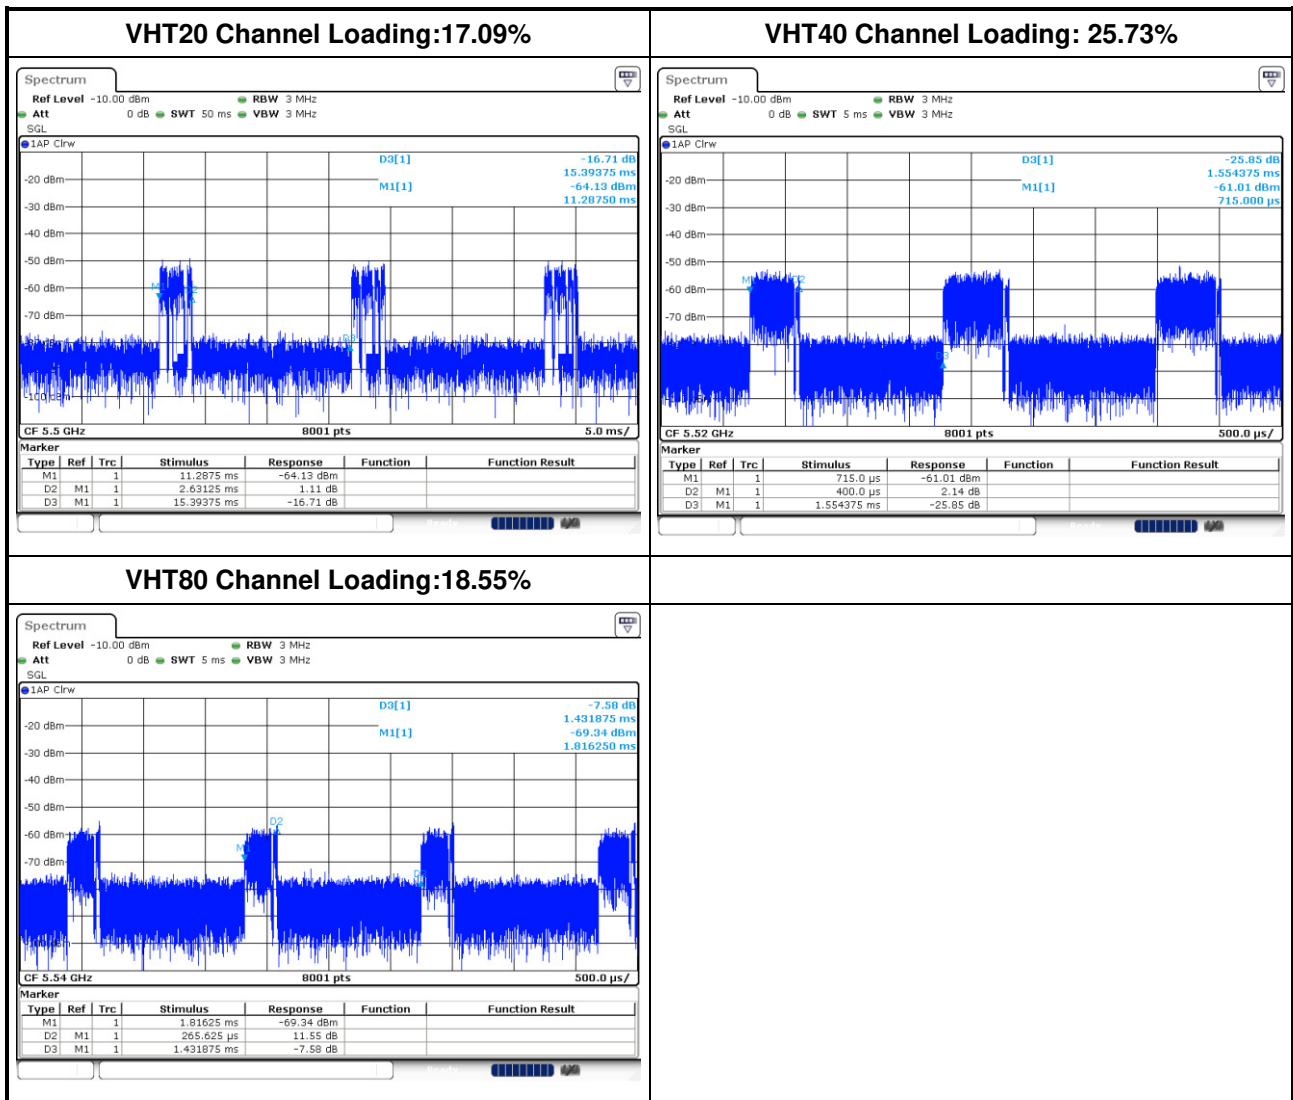 VHT20 Channel Loading:17.09%
VHT40 Channel Loading: 25.73%
Spectrum
Ref Level -10.00 dBm RBW 3 MHz
Att 0 dB SWT 50 ms VBW 3 MHz
SGL
1AP Clrw
D3[1] -16.71 dB
15.39375 ms
M1[1] -64.13 dBm
11.28750 ms
-20 dBm
-30 dBm
-40 dBm
-50 dBm
-60 dBm
-70 dBm
CF 5.5 GHz 8001 pts 5.0 ms/
Marker
Type Ref Trc Stimulus Response Function Function Result
M1 1 11.2875 ms -64.13 dBm
D2 M1 1 2.63125 ms 1.11 dB
D3 M1 1 15.39375 ms -16.71 dB
Spectrum
Ref Level -10.00 dBm RBW 3 MHz
Att 0 dB SWT 5 ms VBW 3 MHz
SGL
1AP Clrw
D3[1] -25.85 dB
1.554375 ms
M1[1] -61.01 dBm
715.000 µs
-20 dBm
-30 dBm
-40 dBm
-50 dBm
-60 dBm
-70 dBm
D3
CF 5.52 GHz 8001 pts 500.0 µs/
Marker
Type Ref Trc Stimulus Response Function Function Result
M1 1 715.0 µs -61.01 dBm
D2 M1 1 400.0 µs 2.14 dB
D3 M1 1 1.554375 ms -25.85 dB
VHT80 Channel Loading:18.55%
Spectrum
Ref Level -10.00 dBm RBW 3 MHz
Att 0 dB SWT 5 ms VBW 3 MHz
SGL
1AP Clrw
D3[1] -7.58 dB
1.431875 ms
M1[1] -69.34 dBm
1.816250 ms
-20 dBm
-30 dBm
-40 dBm
-50 dBm
D2
-60 dBm
-70 dBm
CF 5.54 GHz 8001 pts 500.0 µs/
Marker
Type Ref Trc Stimulus Response Function Function Result
M1 1 1.81625 ms -69.34 dBm
D2 M1 1 265.625 µs 11.55 dB
D3 M1 1 1.431875 ms -7.58 dB